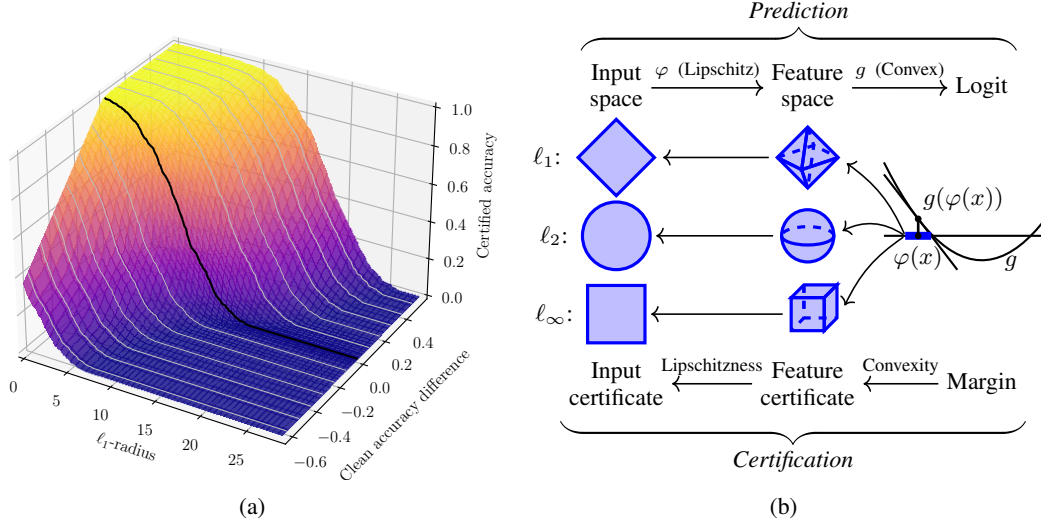 1.0
0.8
0.6
0.4
0.2
0.0
Certified accuracy
0.4
0.2
0.0
−0.2
−0.4
−0.6
Clean accuracy difference
0
5
10
15
20
25
ℓ1-radius
(a)
Prediction
Input space
φ (Lipschitz)
Feature space
g (Convex)
Logit
ℓ1:
ℓ2:
ℓ∞:
g(φ(x))
φ(x)
g
Input certificate
Lipschitzness
Feature certificate
Convexity
Margin
Certification
(b)